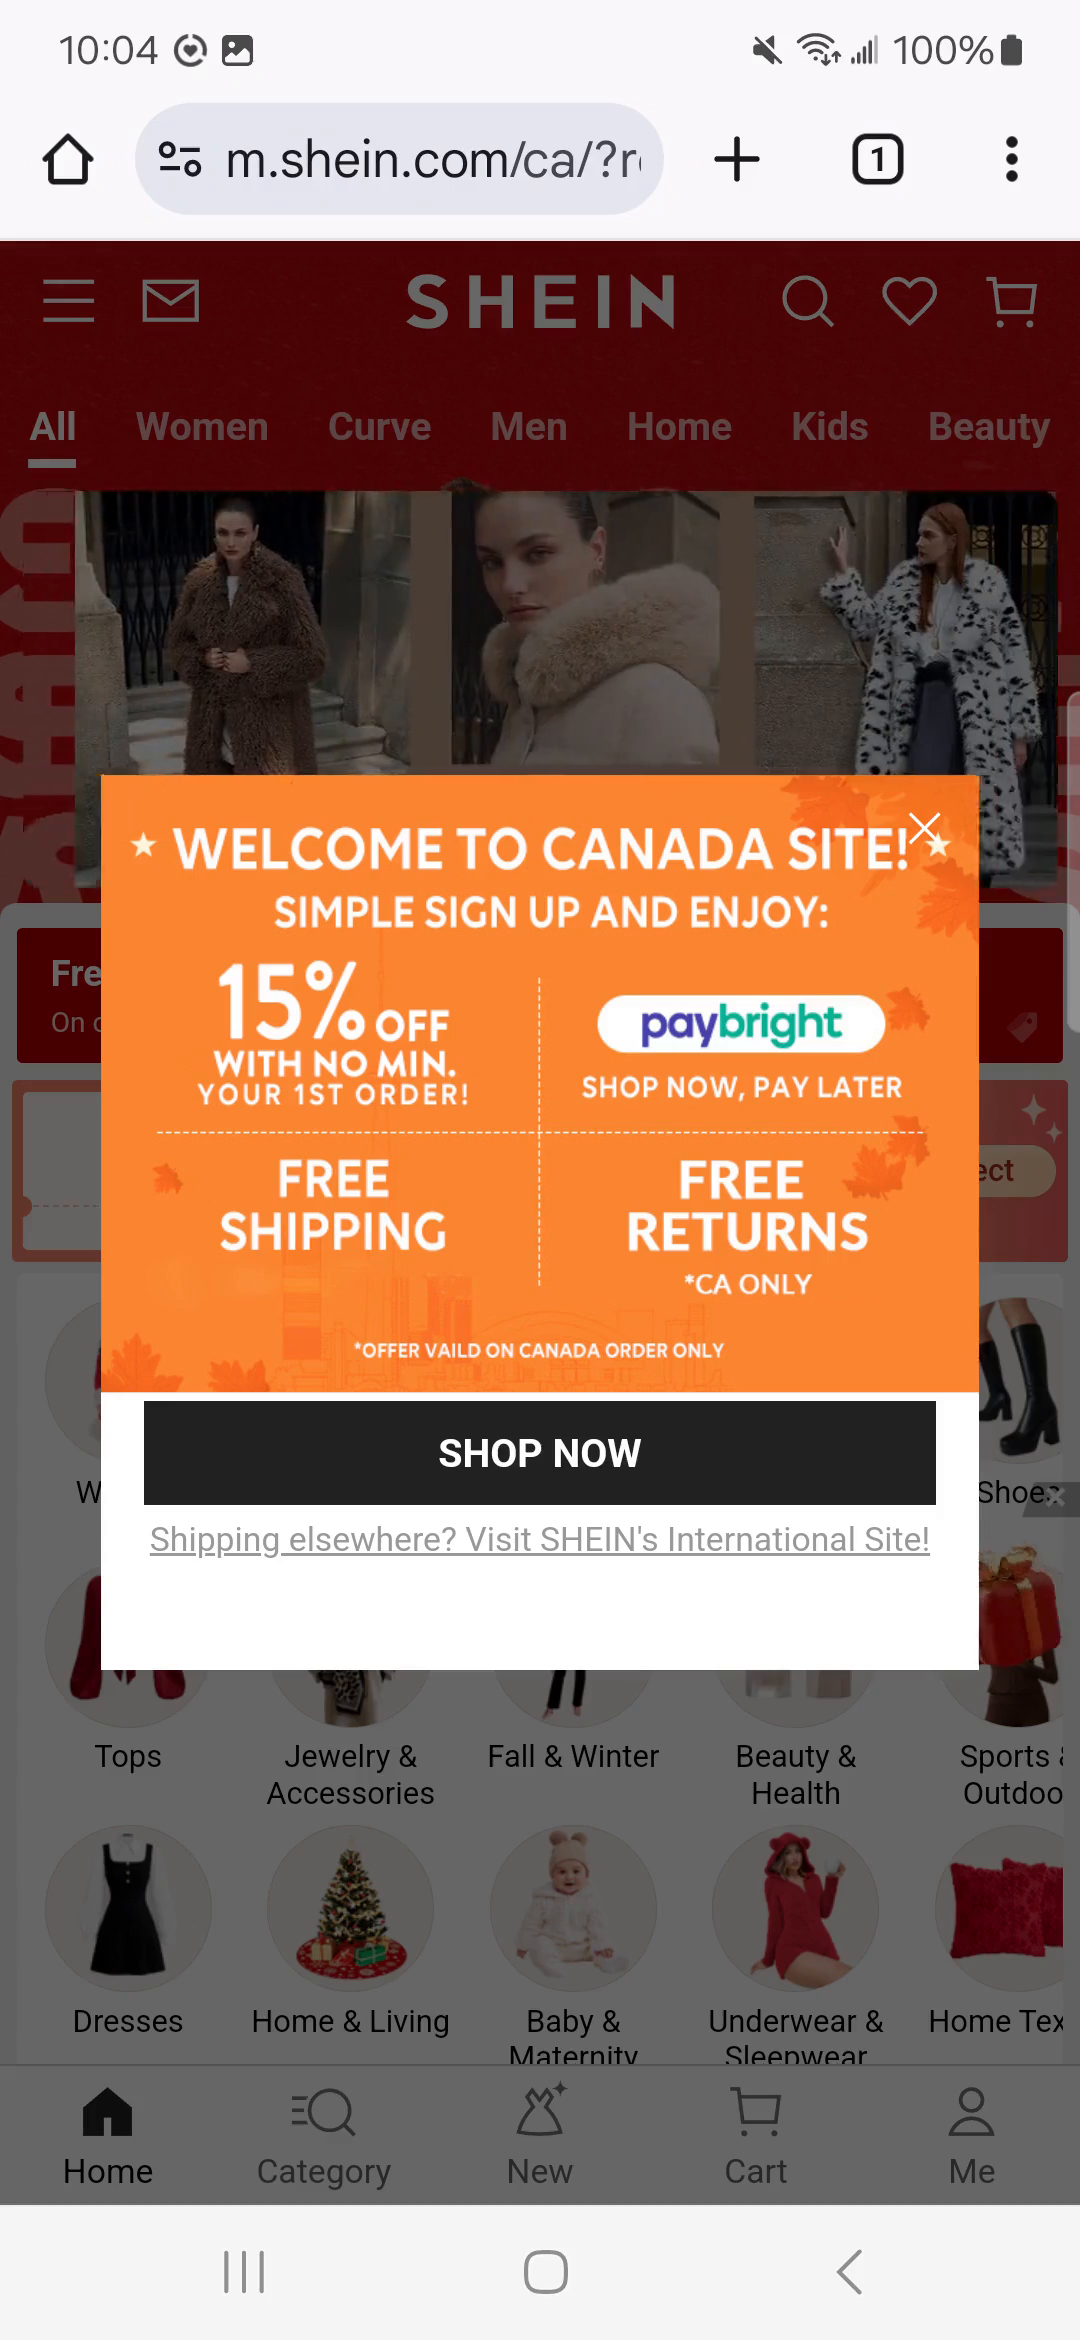 10:04
100%
m.shein.com/ca/?r
1
SHEIN
All Women Curve Men Home Kids Beauty
WELCOME TO CANADA SITE!
SIMPLE SIGN UP AND ENJOY:
15% OFF
WITH NO MIN.
YOUR 1ST ORDER!
paybright
SHOP NOW, PAY LATER
FREE
SHIPPING
FREE
RETURNS
*CA ONLY
*OFFER VAILD ON CANADA ORDER ONLY
SHOP NOW
Shipping elsewhere? Visit SHEIN's International Site!
Fre
On
ect
W
Shoes
Tops
Jewelry &
Accessories
Fall & Winter
Beauty &
Health
Sports &
Outdoo
Dresses
Home & Living
Baby &
Maternity
Underwear &
Sleepwear
Home Tex
Home Category New Cart Me